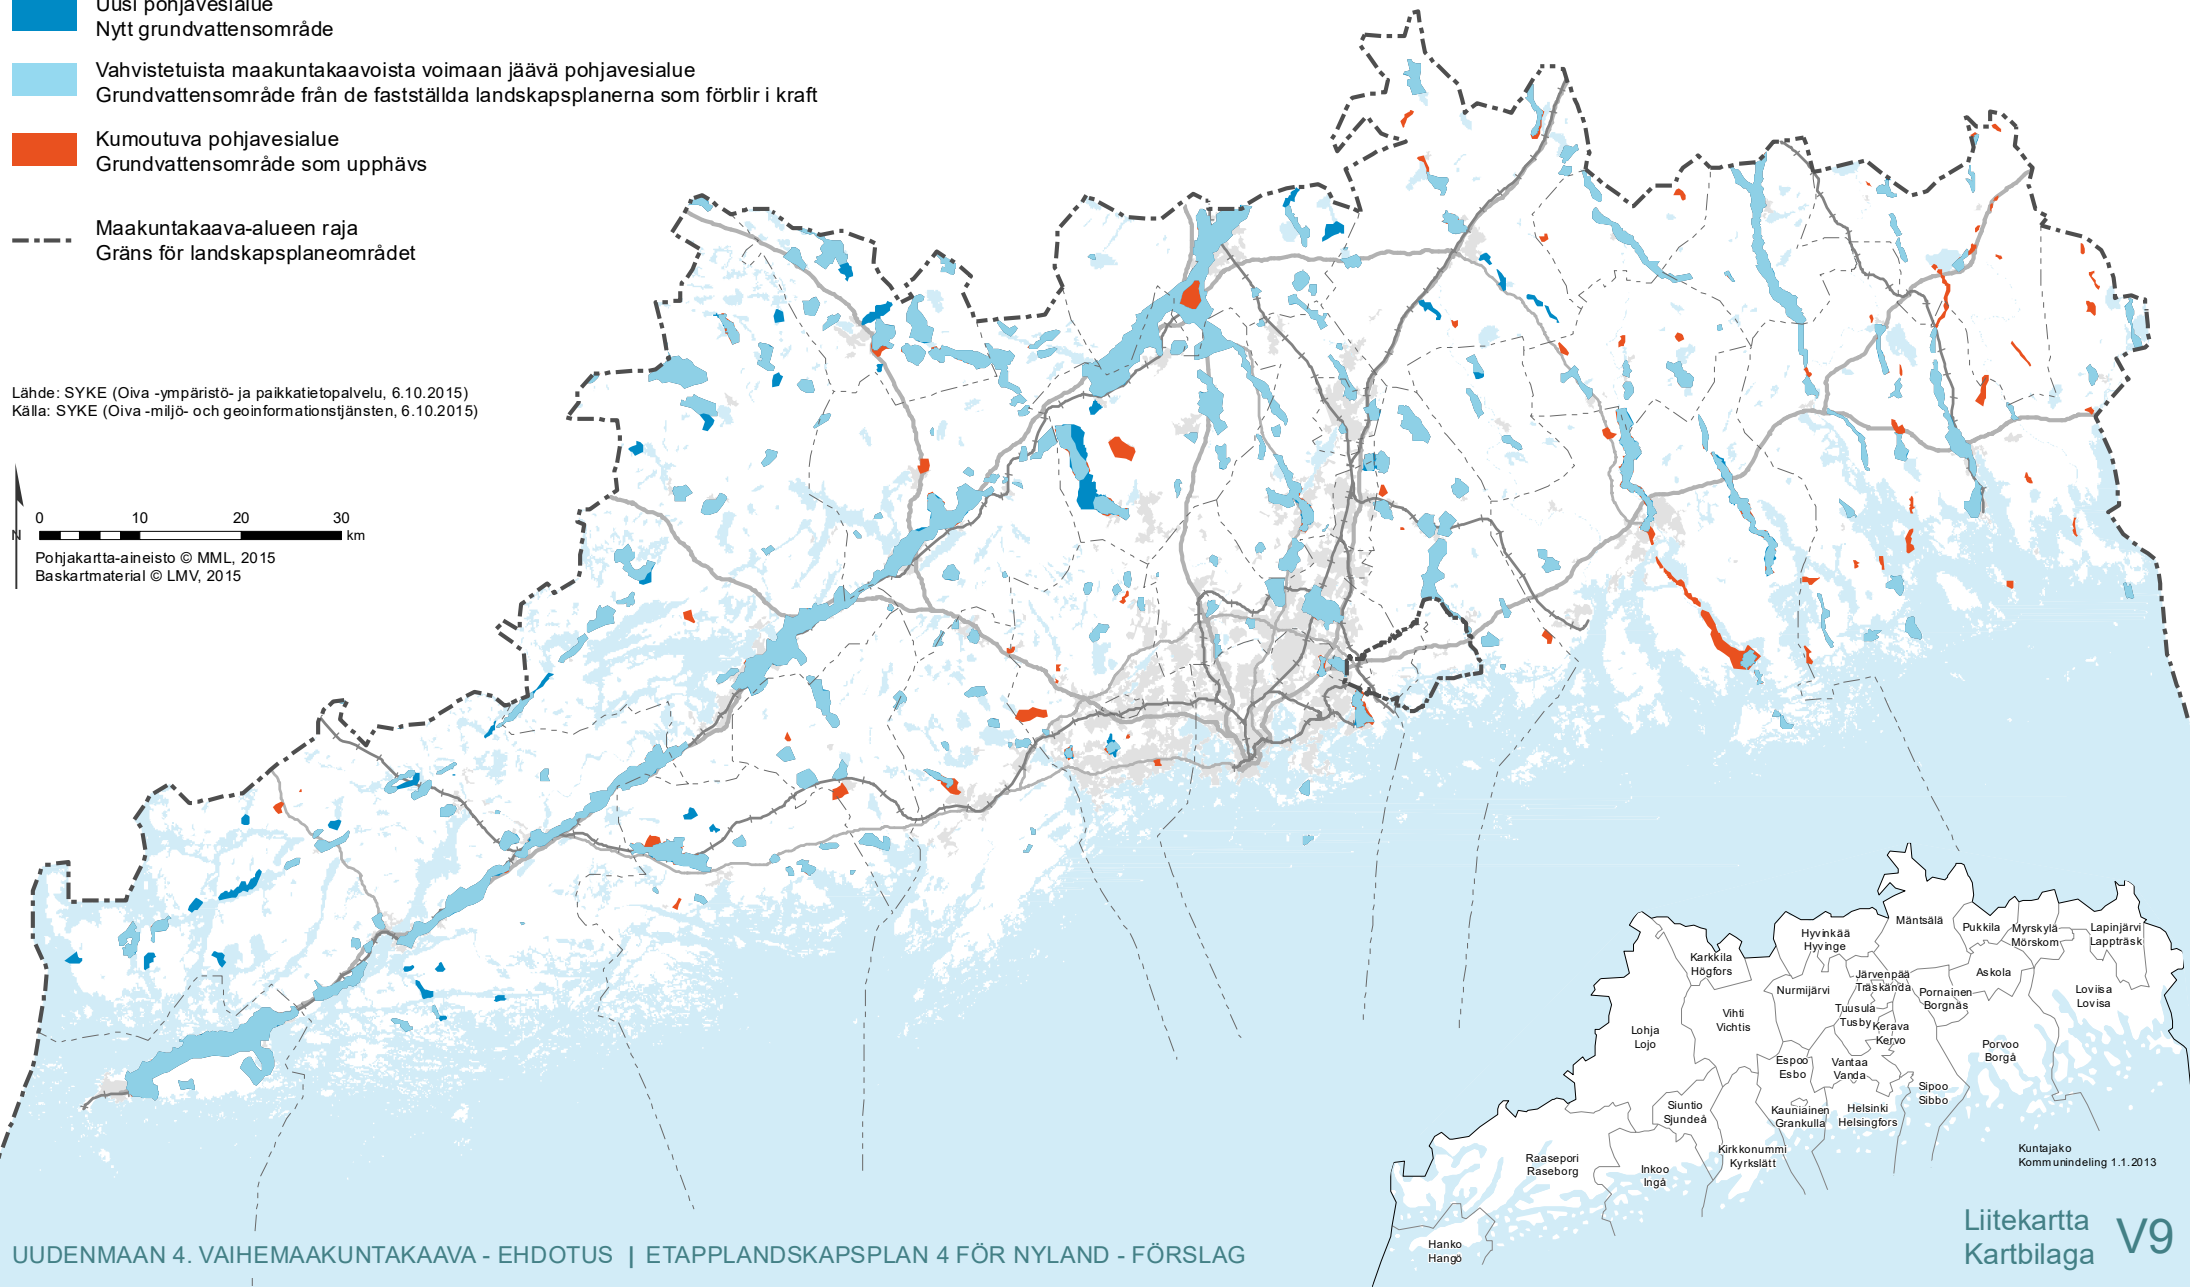 Uusi pohjavesialue
Nytt grundvattensområde
Vahvistetuista maakuntakaavoista voimaan jäävä pohjavesialue
Grundvattensområde från de fastställda landskapsplanerna som förblir i kraft
Kumoutuva pohjavesialue
Grundvattensområde som upphävs
Maakuntakaava-alueen raja
Gräns för landskapsplaneområdet
Lähde: SYKE (Oiva -ympäristö- ja paikkatietopalvelu, 6.10.2015)
Källa: SYKE (Oiva -miljö- och geoinformationstjänsten, 6.10.2015)
N
0 10 20 30
km
Pohjakartta-aineisto © MML, 2015
Baskartmaterial © LMV, 2015
Mäntsälä
Pukkila
Myrskylä
Mörskom
Lapinjärvi
Lappträsk
Hyvinkää
Hyvinge
Karkkila
Högfors
Askola
Järvenpää
Träskända
Nurmijärvi
Pornainen
Borgnäs
Loviisa
Lovisa
Vihti
Vichtis
Tuusula
Tusby
Kerava
Kervo
Lohja
Lojo
Porvoo
Borgå
Espoo
Esbo
Vantaa
Vanda
Sipoo
Sibbo
Siuntio
Sjundeå
Kauniainen
Grankulla
Helsinki
Helsingfors
Kirkkonummi
Kyrkslätt
Raasepori
Raseborg
Inkoo
Ingå
Hanko
Hangö
Kuntajako
Kommunindeling 1.1.2013
Liitekartta
Kartbilaga
V9
UUDENMAAN 4. VAIHEMAAKUNTAKAAVA - EHDOTUS | ETAPPLANDSKAPSPLAN 4 FÖR NYLAND - FÖRSLAG